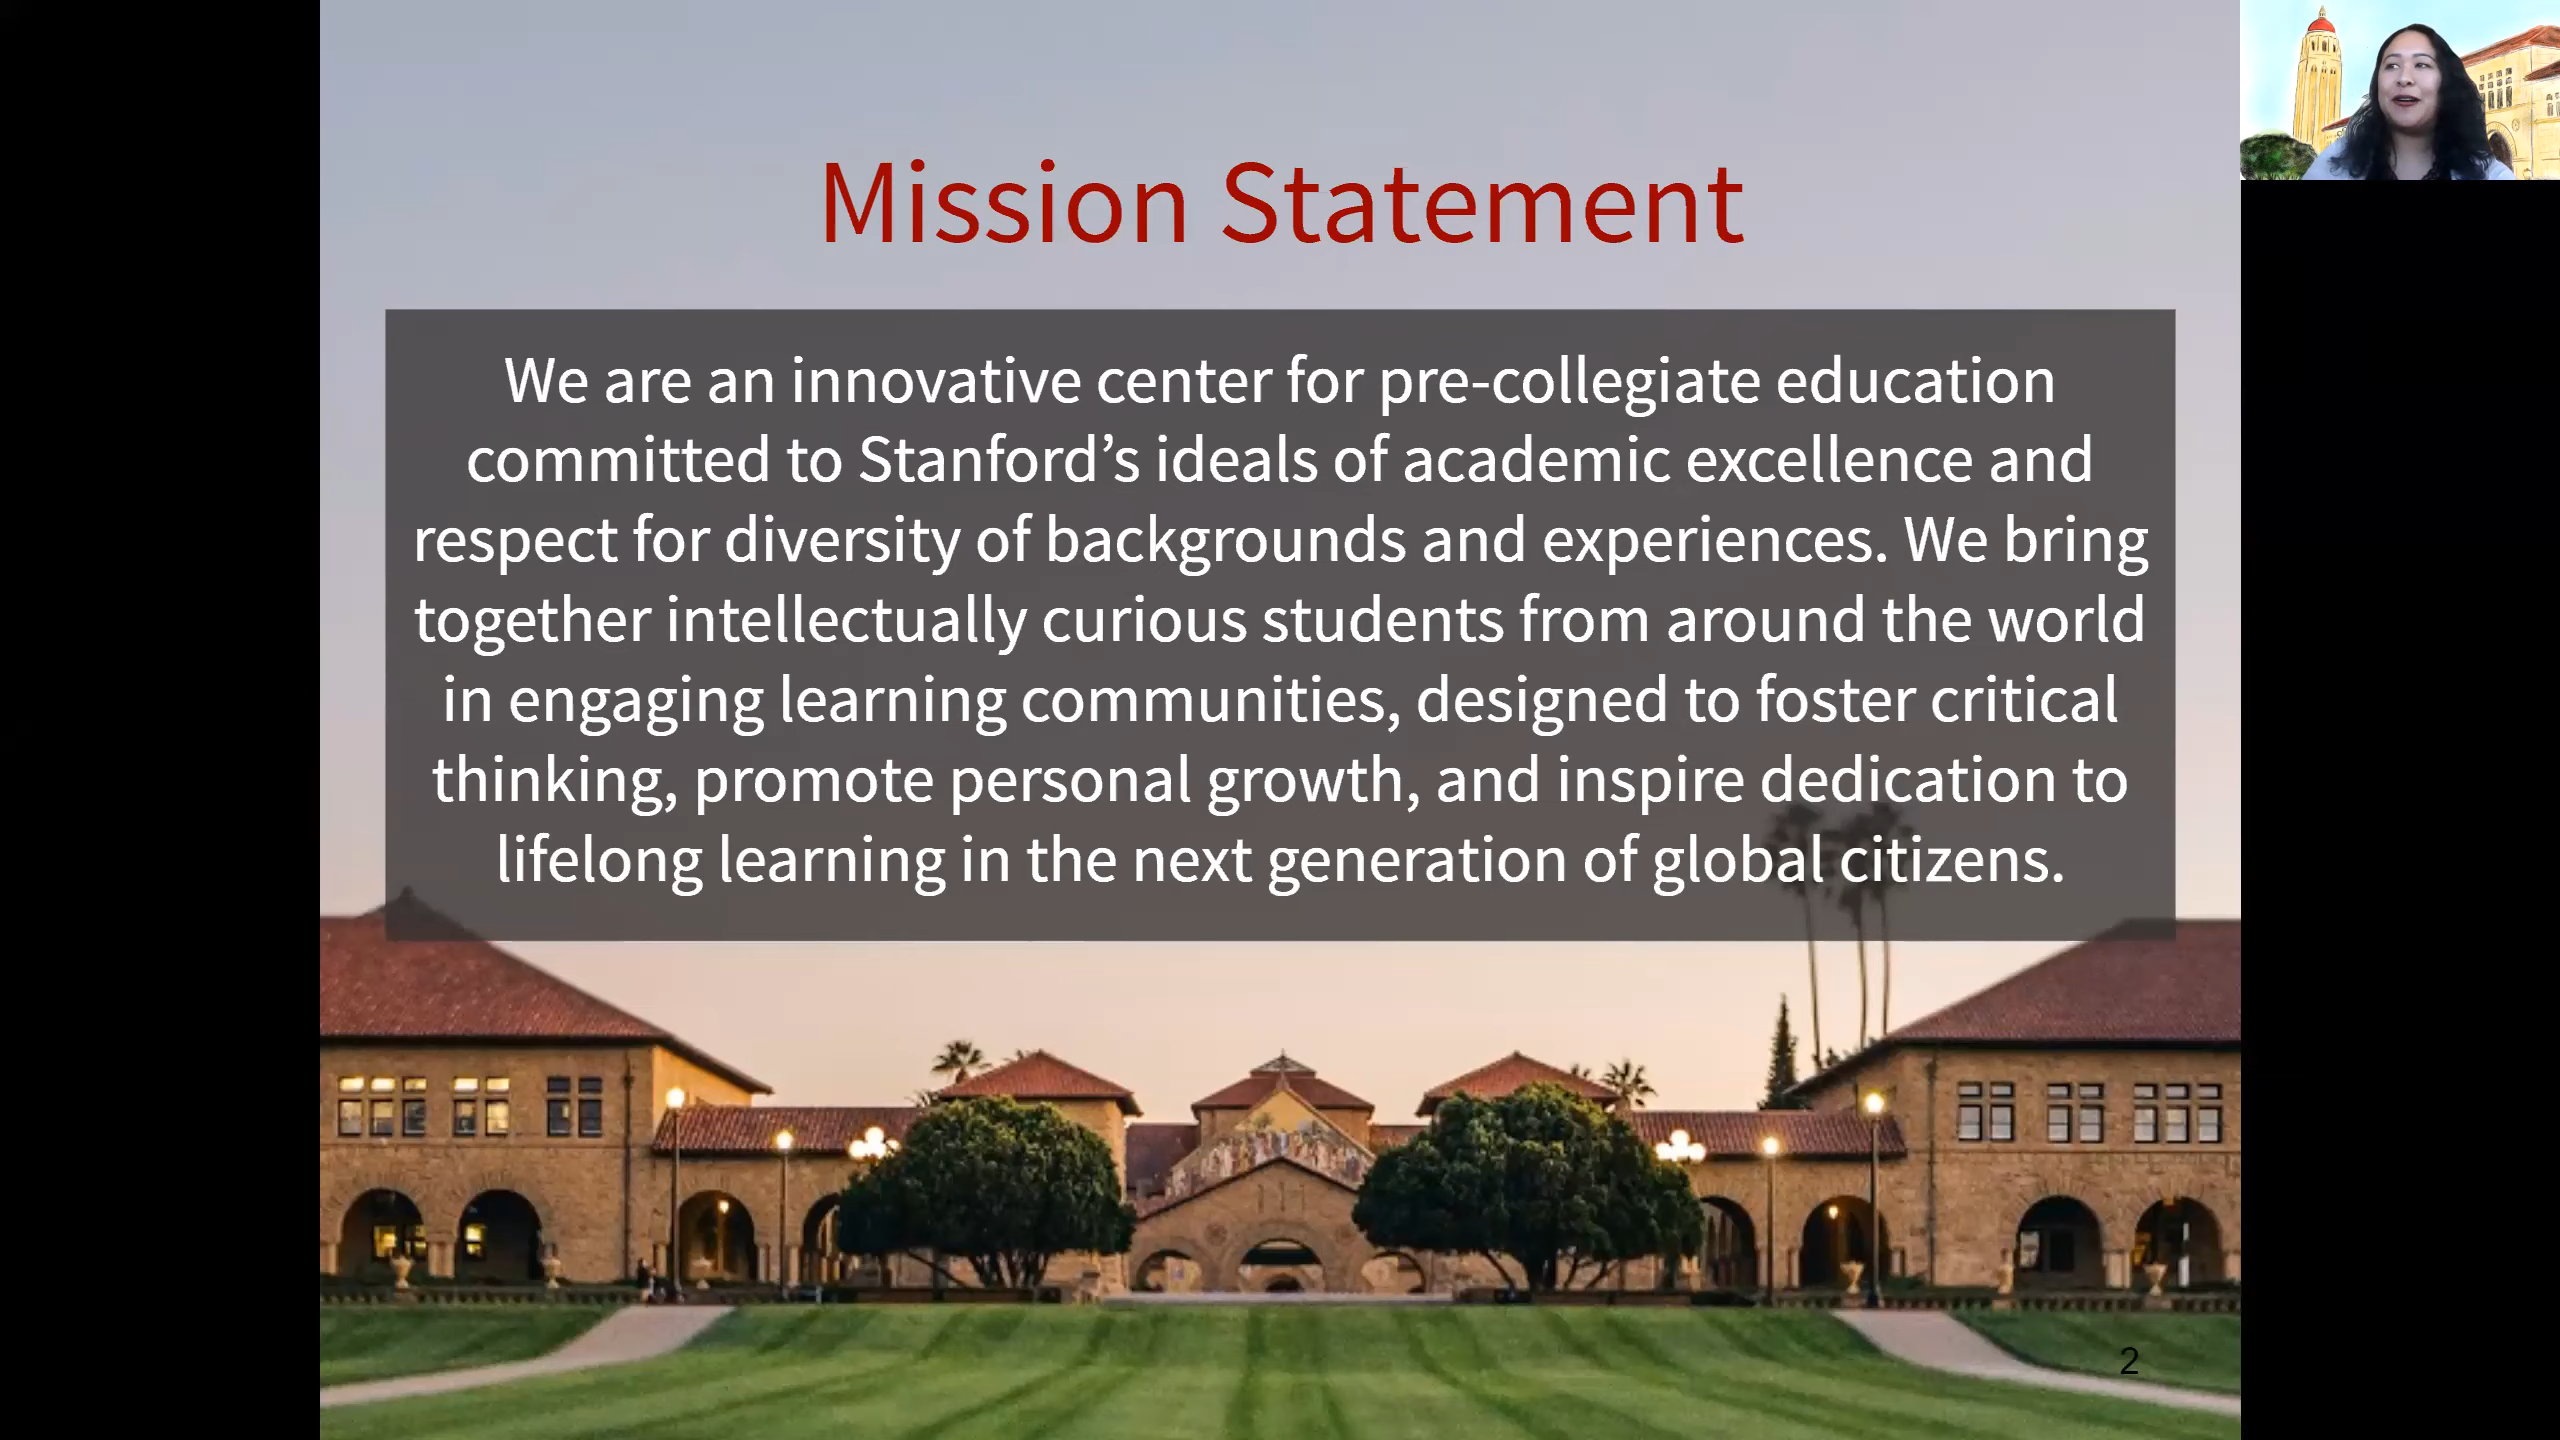 Mission Statement
We are an innovative center for pre-collegiate education
committed to Stanford’s ideals of academic excellence and
respect for diversity of backgrounds and experiences. We bring
together intellectually curious students from around the world
in engaging learning communities, designed to foster critical
thinking, promote personal growth, and inspire dedication to
lifelong learning in the next generation of global citizens.
2